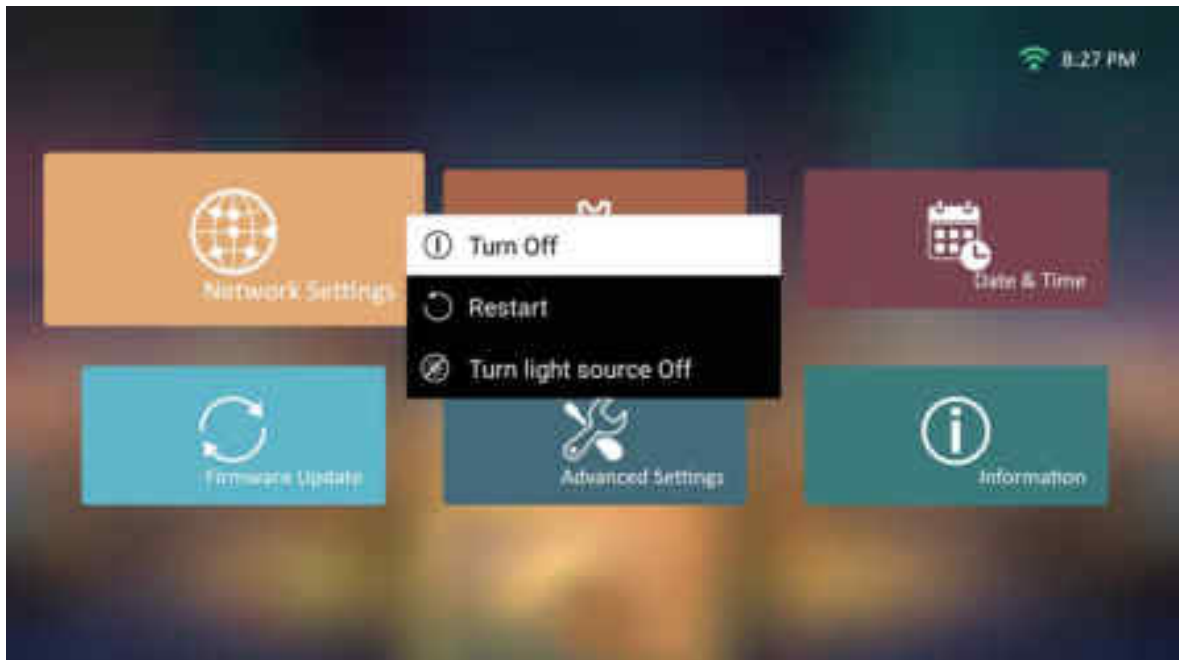 8:27 PM
Network Settings
Turn Off
Restart
Turn light source Off
Date & Time
Firmware Update
Advanced Settings
Information